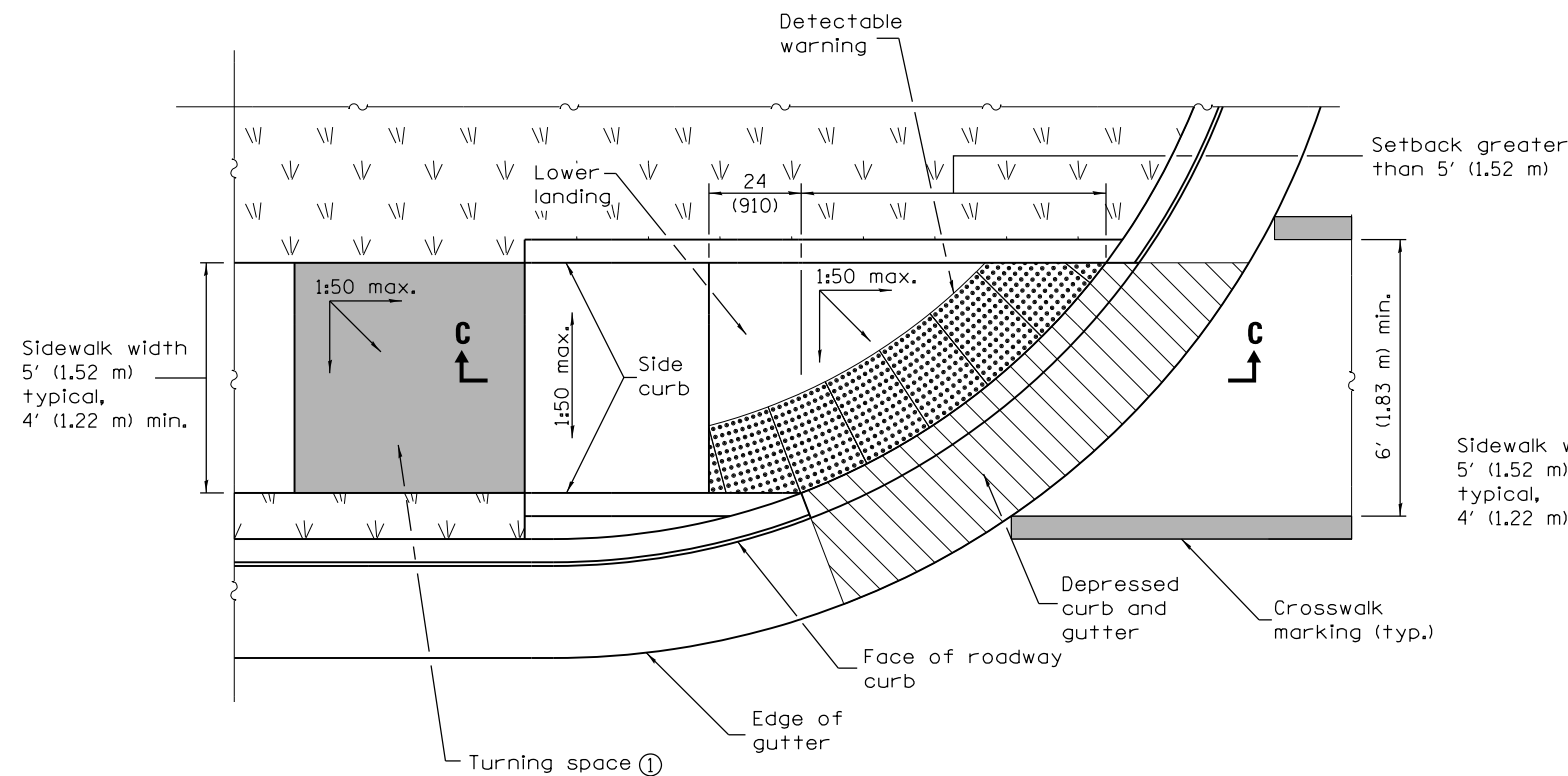 Detectable
warning
Setback greater
than 5' (1.52 m)
Lower
landing
24
(910)
1:50 max.
1:50 max.
C
C
1:50 max.
Side
curb
Sidewalk width
5' (1.52 m)
typical,
4' (1.22 m) min.
6' (1.83 m) min.
Sidewalk w
5' (1.52 m)
typical,
4' (1.22 m)
Depressed
curb and
gutter
Crosswalk
marking (typ.)
Face of roadway
curb
Edge of
gutter
Turning space ①